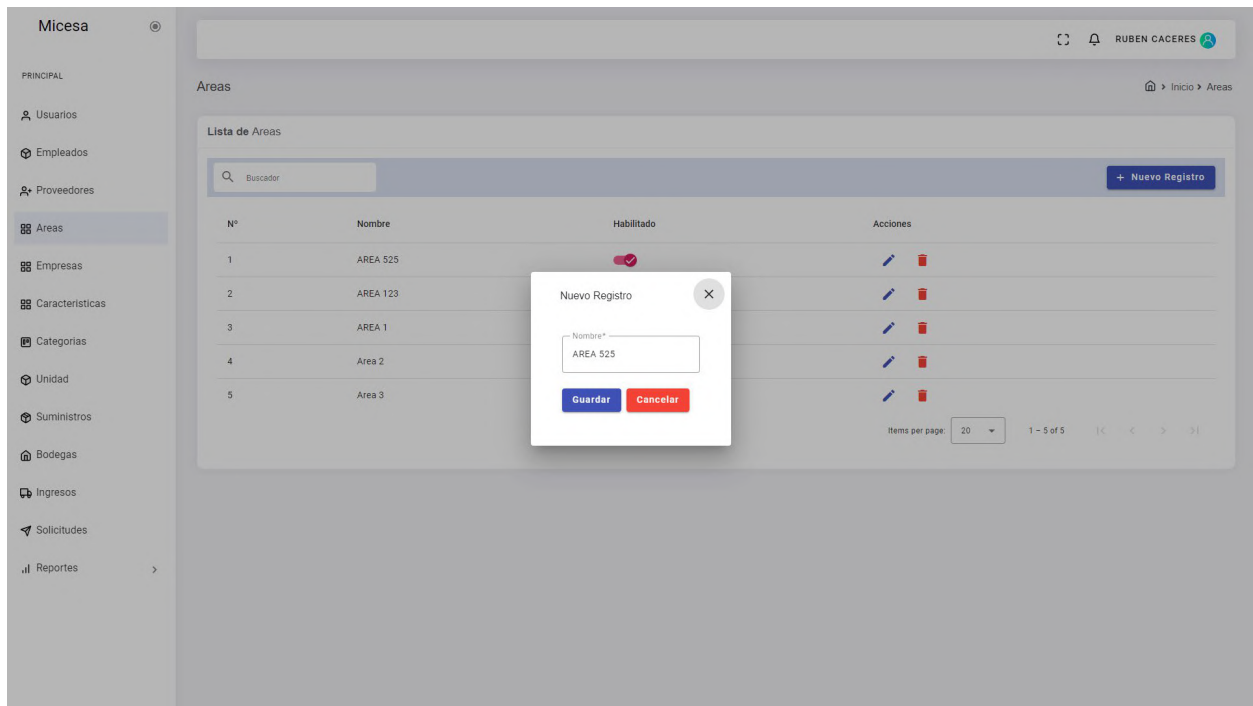 Micesa
RUBEN CACERES
PRINCIPAL
Areas
Inicio > Areas
Usuarios
Empleados
Proveedores
Areas
Empresas
Caracteristicas
Categorias
Unidad
Suministros
Bodegas
Ingresos
Solicitudes
Reportes
Lista de Areas
Buscador
+ Nuevo Registro
Nº Nombre Habilitado Acciones
1 AREA 525
2 AREA 123
3 AREA 1
4 Area 2
5 Area 3
Items per page: 20 1 – 5 of 5
Nuevo Registro
Nombre*
AREA 525
Guardar Cancelar